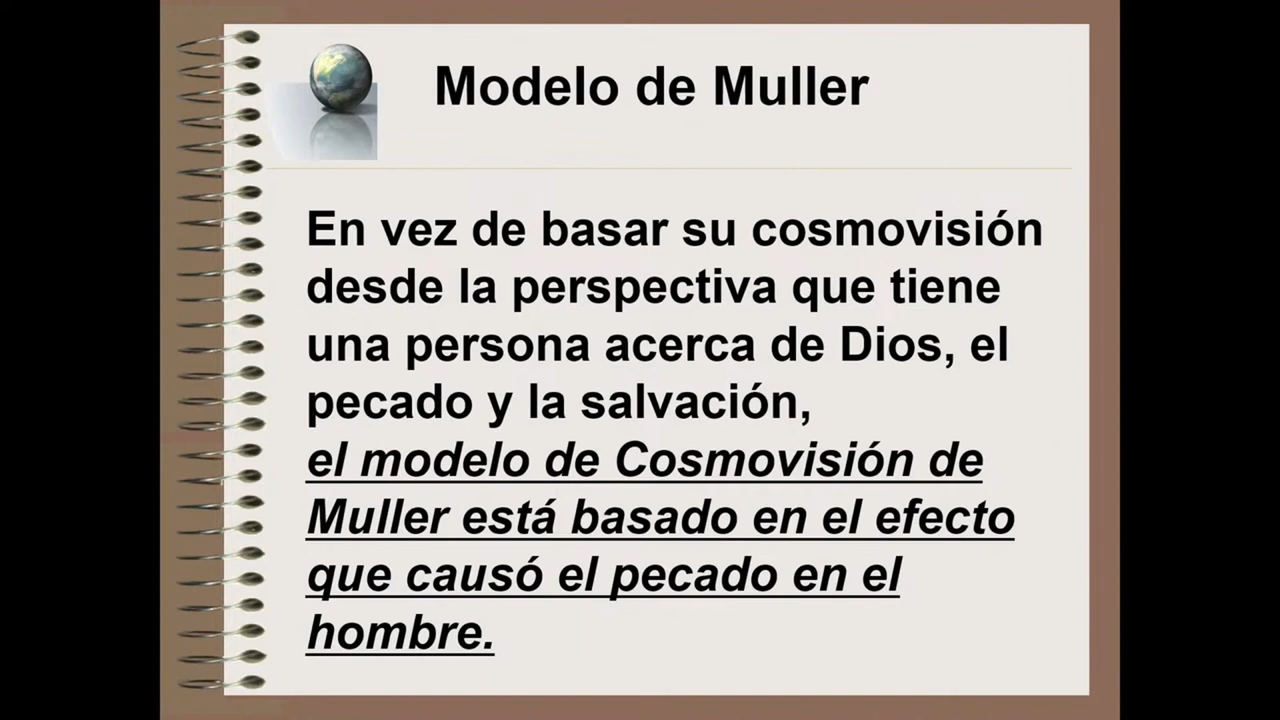 Modelo de Muller
En vez de basar su cosmovisión
desde la perspectiva que tiene
una persona acerca de Dios, el
pecado y la salvación,
el modelo de Cosmovisión de
Muller está basado en el efecto
que causó el pecado en el
hombre.